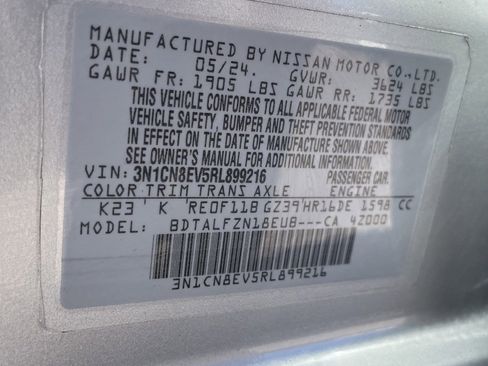 MANUFACTURED BY NISSAN MOTOR CO.,LTD.
DATE: 05/24. GVWR: 3624 LBS
GAWR FR: 1905 LBS GAWR RR: 1735 LBS
THIS VEHICLE CONFORMS TO ALL APPLICABLE FEDERAL MOTOR
VEHICLE SAFETY, BUMPER AND THEFT PREVENTION STANDARDS
IN EFFECT ON THE DATE OF MANUFACTURE SHOWN ABOVE.
SEE OWNER'S MANUAL FOR ADDITIONAL INFORMATION
VIN: 3N1CN8EV5RL899216 PASSENGER CAR
COLOR TRIM TRANS AXLE ENGINE
K23 K RE0F11B GZ39 HR16DE 1598 CC
MODEL: BDTALFZN18EUB---CA 4Z000
3N1CN8EV5RL899216